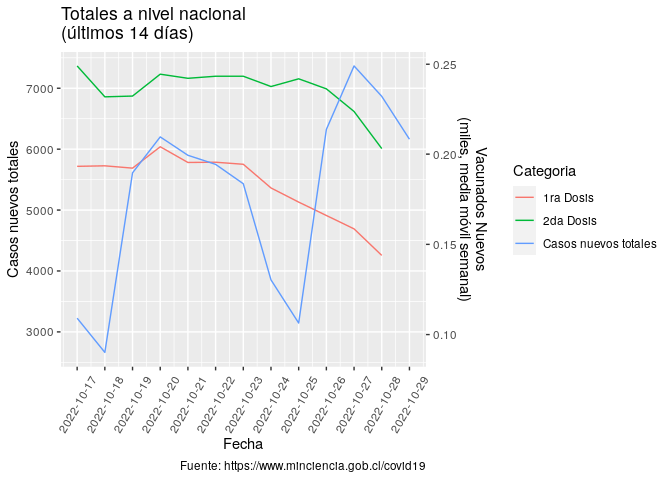 Totales a nivel nacional
(últimos 14 días)
Casos nuevos totales
7000
6000
5000
4000
3000
0.25
0.20
0.15
0.10
Vacunados Nuevos
(miles, media móvil semanal)
Categoria
1ra Dosis
2da Dosis
Casos nuevos totales
2022-10-17
2022-10-18
2022-10-19
2022-10-20
2022-10-21
2022-10-22
2022-10-23
2022-10-24
2022-10-25
2022-10-26
2022-10-27
2022-10-28
2022-10-29
Fecha
Fuente: https://www.minciencia.gob.cl/covid19